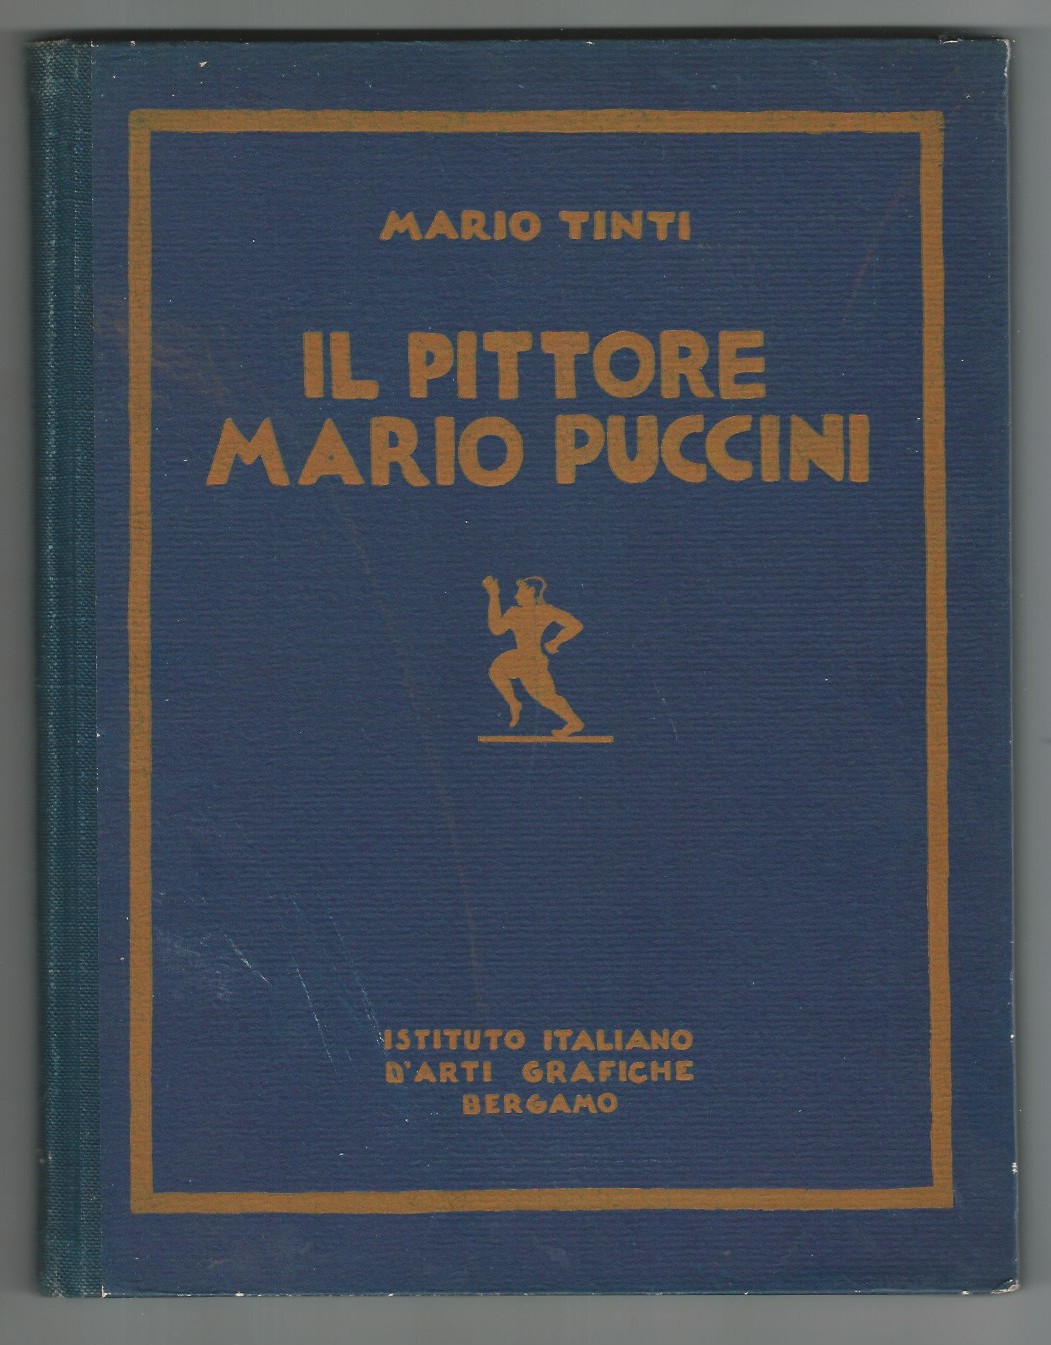 MARIO TINTI
IL PITTORE
MARIO PUCCINI
ISTITUTO ITALIANO
D'ARTI GRAFICHE
BERGAMO